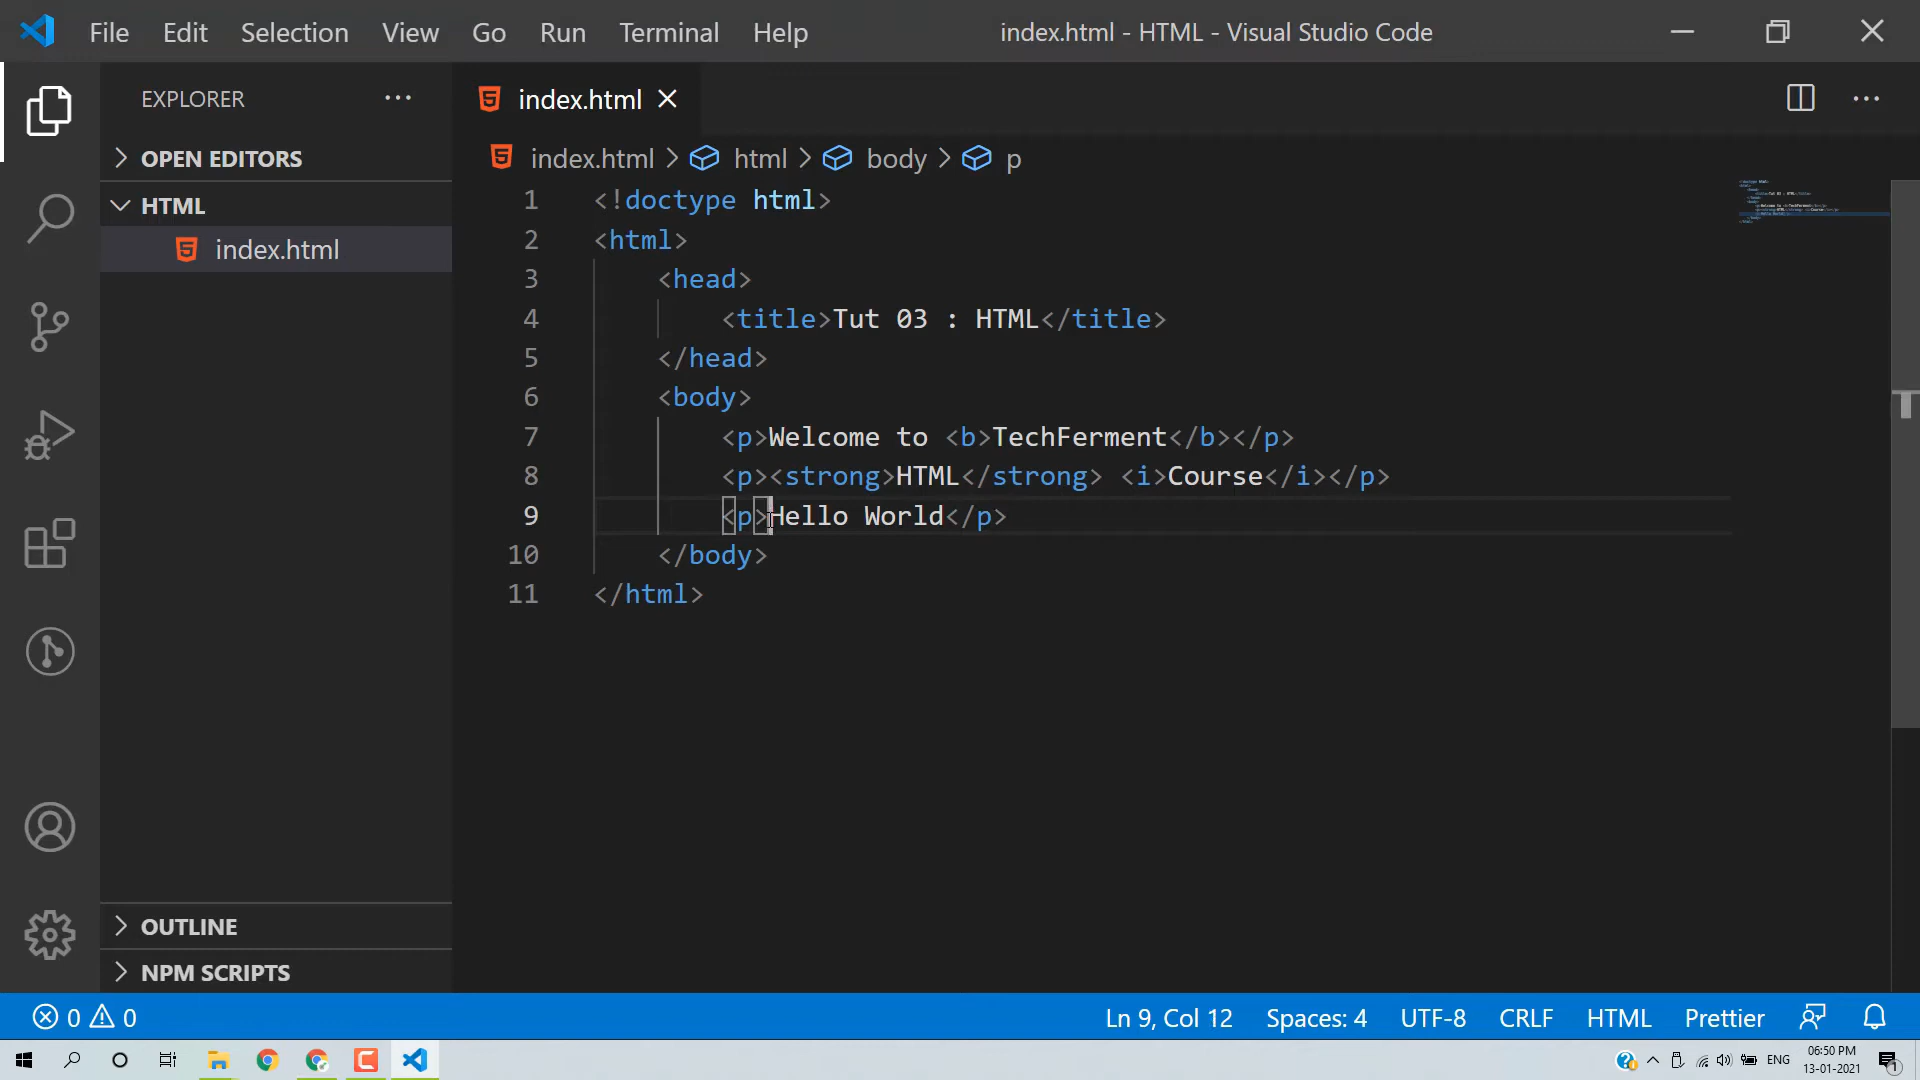 File Edit Selection View Go Run Terminal Help index.html - HTML - Visual Studio Code
EXPLORER
index.html
OPEN EDITORS
index.html html body p
HTML
index.html
1 <!doctype html>
2 <html>
3 <head>
4 <title>Tut 03 : HTML</title>
5 </head>
6 <body>
7 <p>Welcome to <b>TechFerment</b></p>
8 <p><strong>HTML</strong> <i>Course</i></p>
9 <p>Hello World</p>
10 </body>
11 </html>
OUTLINE
NPM SCRIPTS
0 0 Ln 9, Col 12 Spaces: 4 UTF-8 CRLF HTML Prettier
ENG 06:50 PM
13-01-2021
1